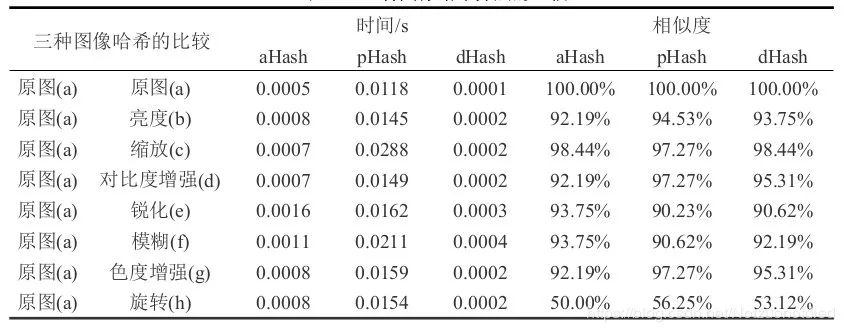 三种图像哈希的比较 时间/s 相似度
aHash pHash dHash aHash pHash dHash
原图(a) 原图(a) 0.0005 0.0118 0.0001 100.00% 100.00% 100.00%
原图(a) 亮度(b) 0.0008 0.0145 0.0002 92.19% 94.53% 93.75%
原图(a) 缩放(c) 0.0007 0.0288 0.0002 98.44% 97.27% 98.44%
原图(a) 对比度增强(d) 0.0007 0.0149 0.0002 92.19% 97.27% 95.31%
原图(a) 锐化(e) 0.0016 0.0162 0.0003 93.75% 90.23% 90.62%
原图(a) 模糊(f) 0.0011 0.0211 0.0004 93.75% 90.62% 92.19%
原图(a) 色度增强(g) 0.0008 0.0159 0.0002 92.19% 97.27% 95.31%
原图(a) 旋转(h) 0.0008 0.0154 0.0002 50.00% 56.25% 53.12%